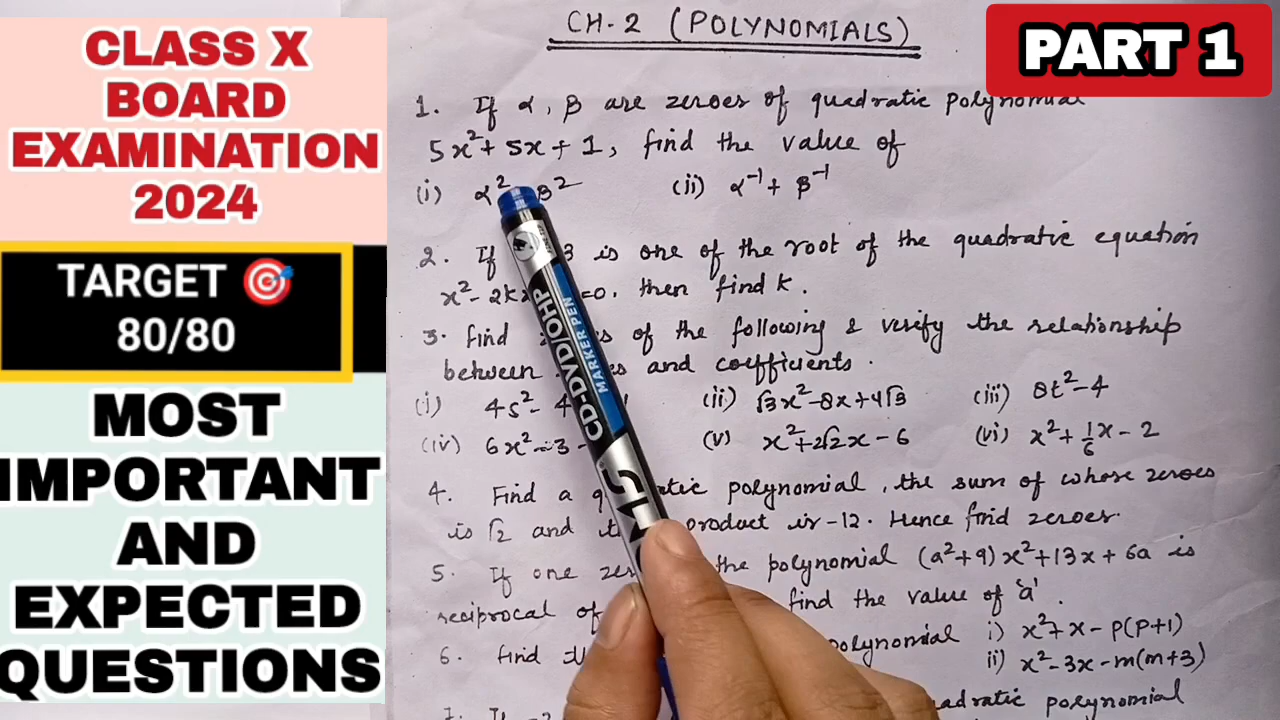 CLASS X
BOARD
EXAMINATION
2024
TARGET 🎯
80/80
MOST
IMPORTANT
AND
EXPECTED
QUESTIONS
PART 1
CH-2 (POLYNOMIALS)
1. If α, β are zeroes of quadratic polynomial
5x²+ 5x+1, find the value of
(i) α² β² (ii) α⁻¹+ β⁻¹
2. If 3 is one of the root of the quadratic equation
x²- 2kx =0, then find k.
3. Find of the following & verify the relationship
between and coefficients.
(i) 4s²- 4 (ii) √3x²-8x+4√3 (iii) 8t²-4
(iv) 6x²-3- (v) x²+2√2x-6 (vi) x²+1/6x-2
4. Find a polynomial, the sum of whose zeroes
is √2 and product is -12. Hence find zeroes.
5. If one the polynomial (a²+9)x²+13x+6a is
reciprocal of find the value of 'a'.
6. Find polynomial i) x²+x-p(p+1)
ii) x²-3x-m(m+3)
7. If -2 polynomial
CD-DVD/OHP
MARKER PEN